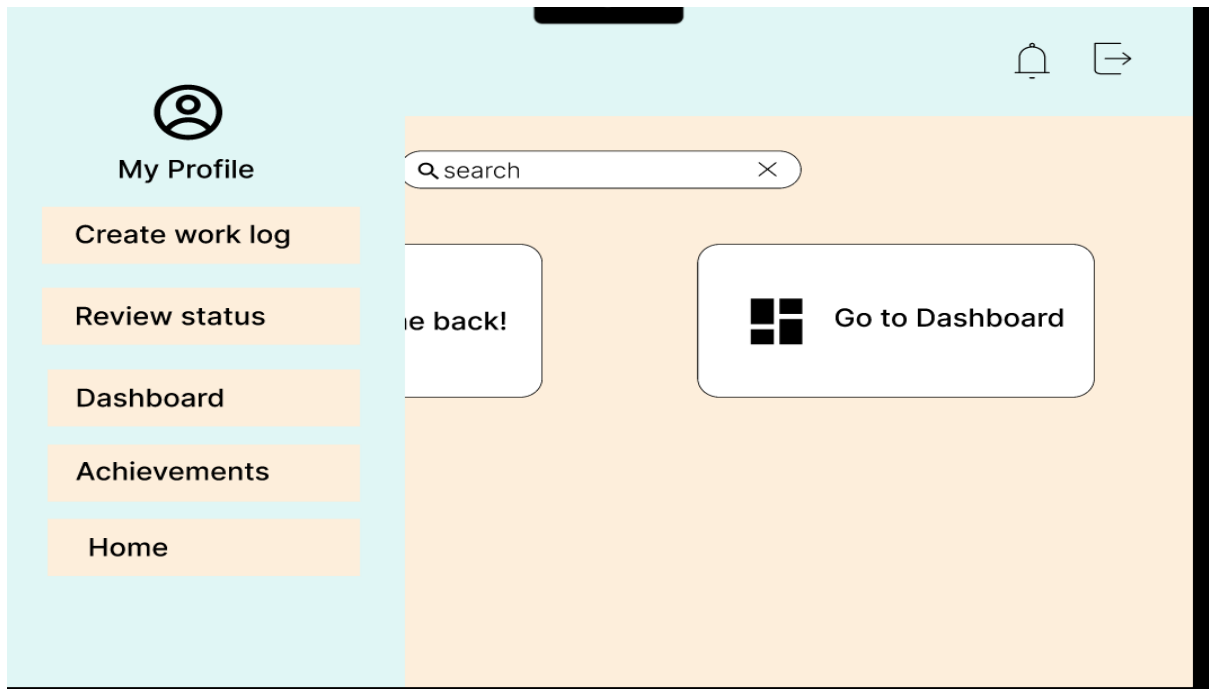 My Profile
search
Create work log
Review status
e back!
Go to Dashboard
Dashboard
Achievements
Home